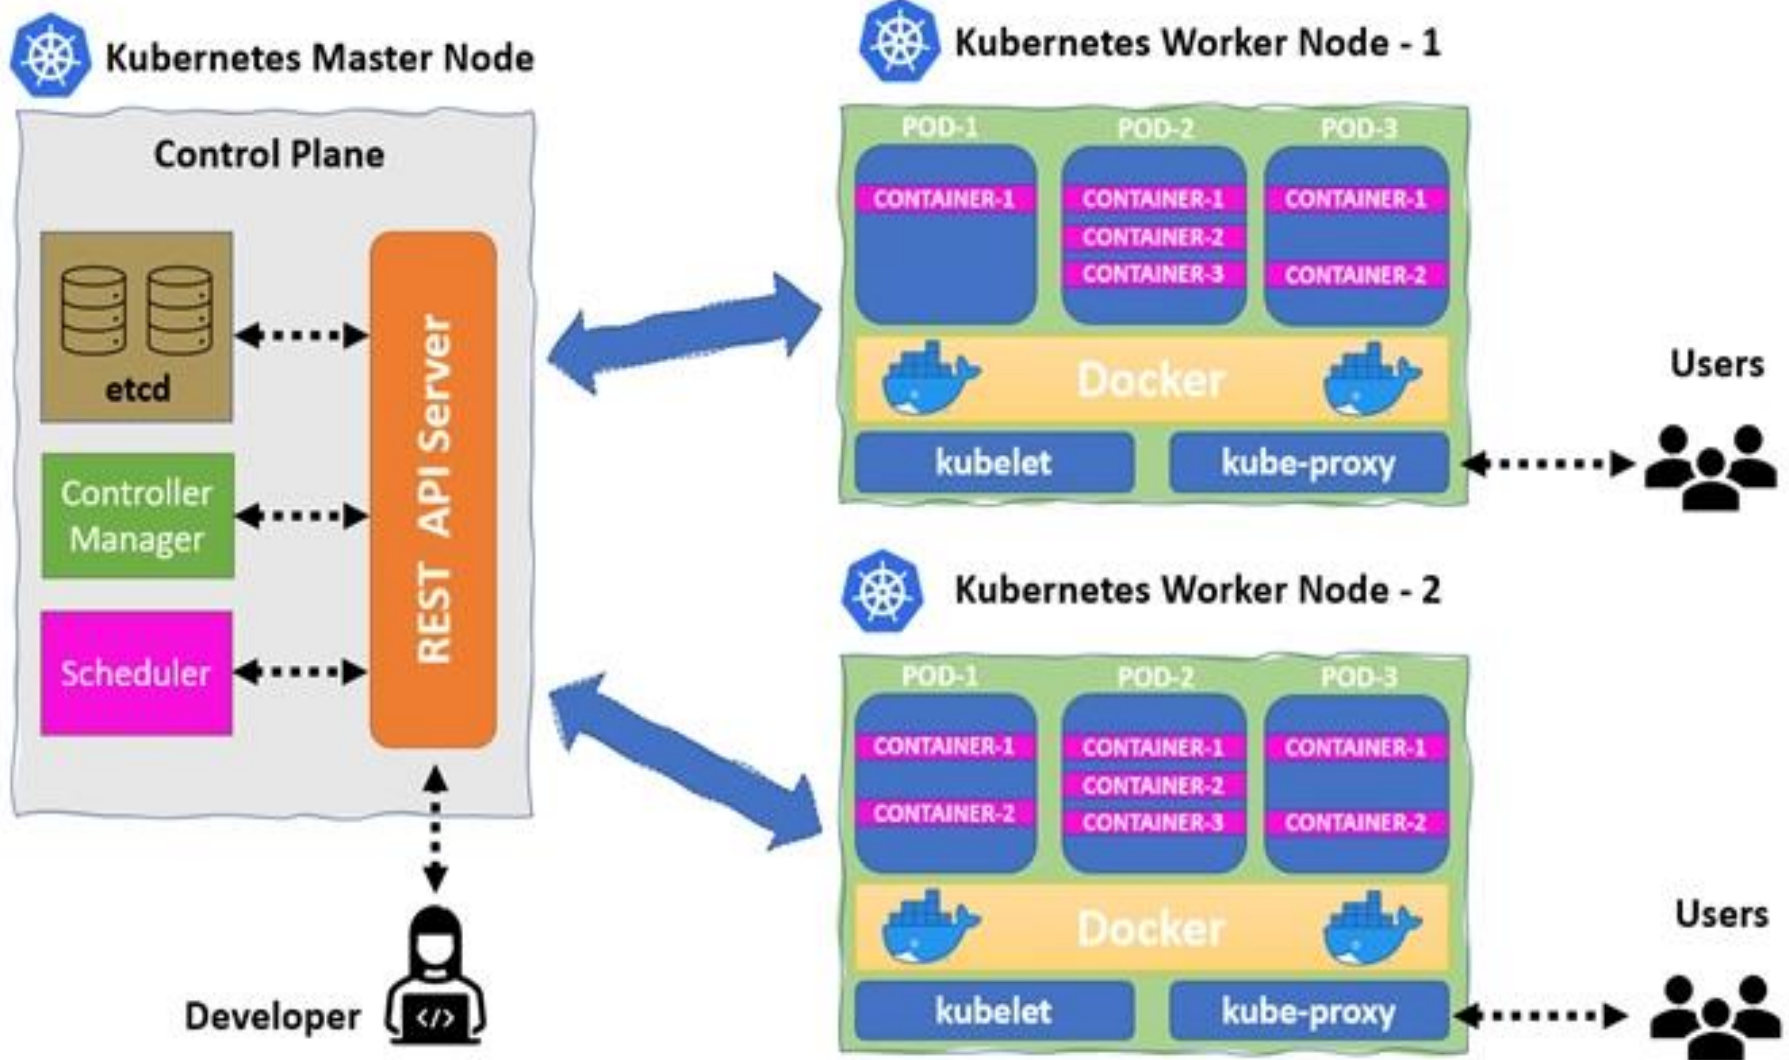 Kubernetes Master Node
Control Plane
etcd
Controller
Manager
Scheduler
REST API Server
Developer
</>
Kubernetes Worker Node - 1
POD-1
POD-2
POD-3
CONTAINER-1
CONTAINER-1
CONTAINER-2
CONTAINER-3
CONTAINER-1
CONTAINER-2
Docker
kubelet
kube-proxy
Users
Kubernetes Worker Node - 2
POD-1
POD-2
POD-3
CONTAINER-1
CONTAINER-2
CONTAINER-1
CONTAINER-2
CONTAINER-3
CONTAINER-1
CONTAINER-2
Docker
kubelet
kube-proxy
Users